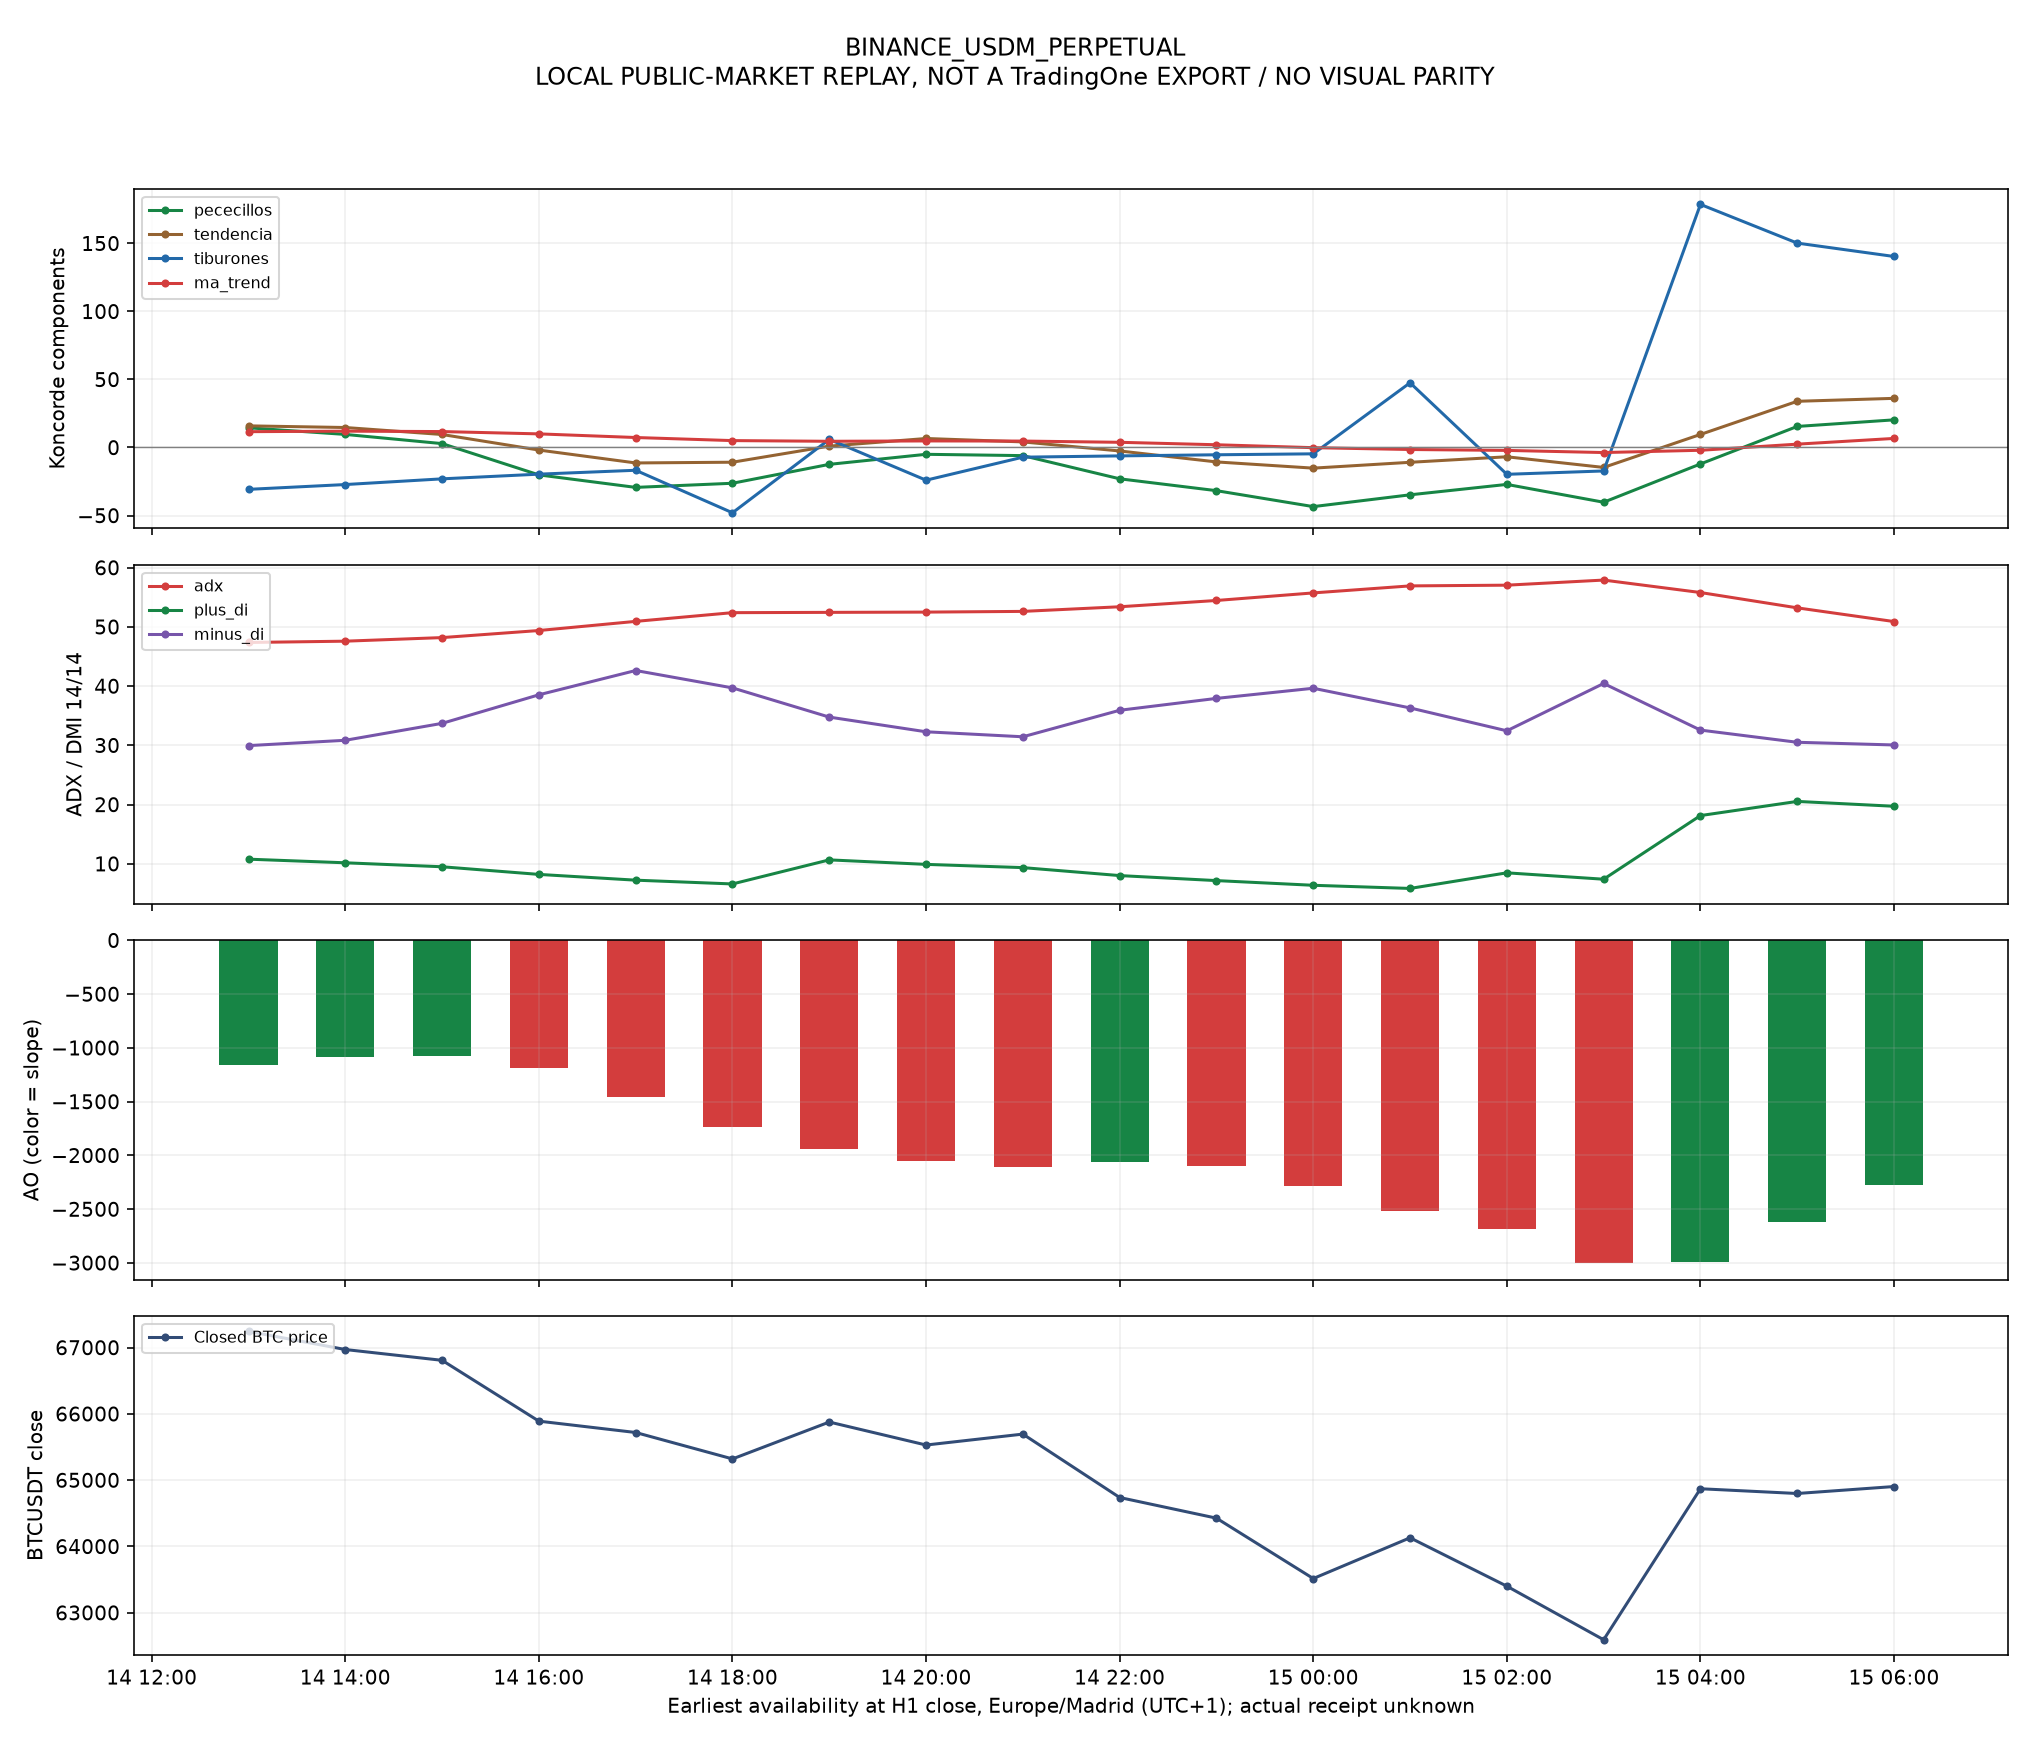 BINANCE_USDM_PERPETUAL
LOCAL PUBLIC-MARKET REPLAY, NOT A TradingOne EXPORT / NO VISUAL PARITY
Koncorde components
150
100
50
0
−50
pececillos
tendencia
tiburones
ma_trend
ADX / DMI 14/14
60
50
40
30
20
10
adx
plus_di
minus_di
AO (color = slope)
0
−500
−1000
−1500
−2000
−2500
−3000
BTCUSDT close
67000
66000
65000
64000
63000
Closed BTC price
14 12:00 14 14:00 14 16:00 14 18:00 14 20:00 14 22:00 15 00:00 15 02:00 15 04:00 15 06:00
Earliest availability at H1 close, Europe/Madrid (UTC+1); actual receipt unknown